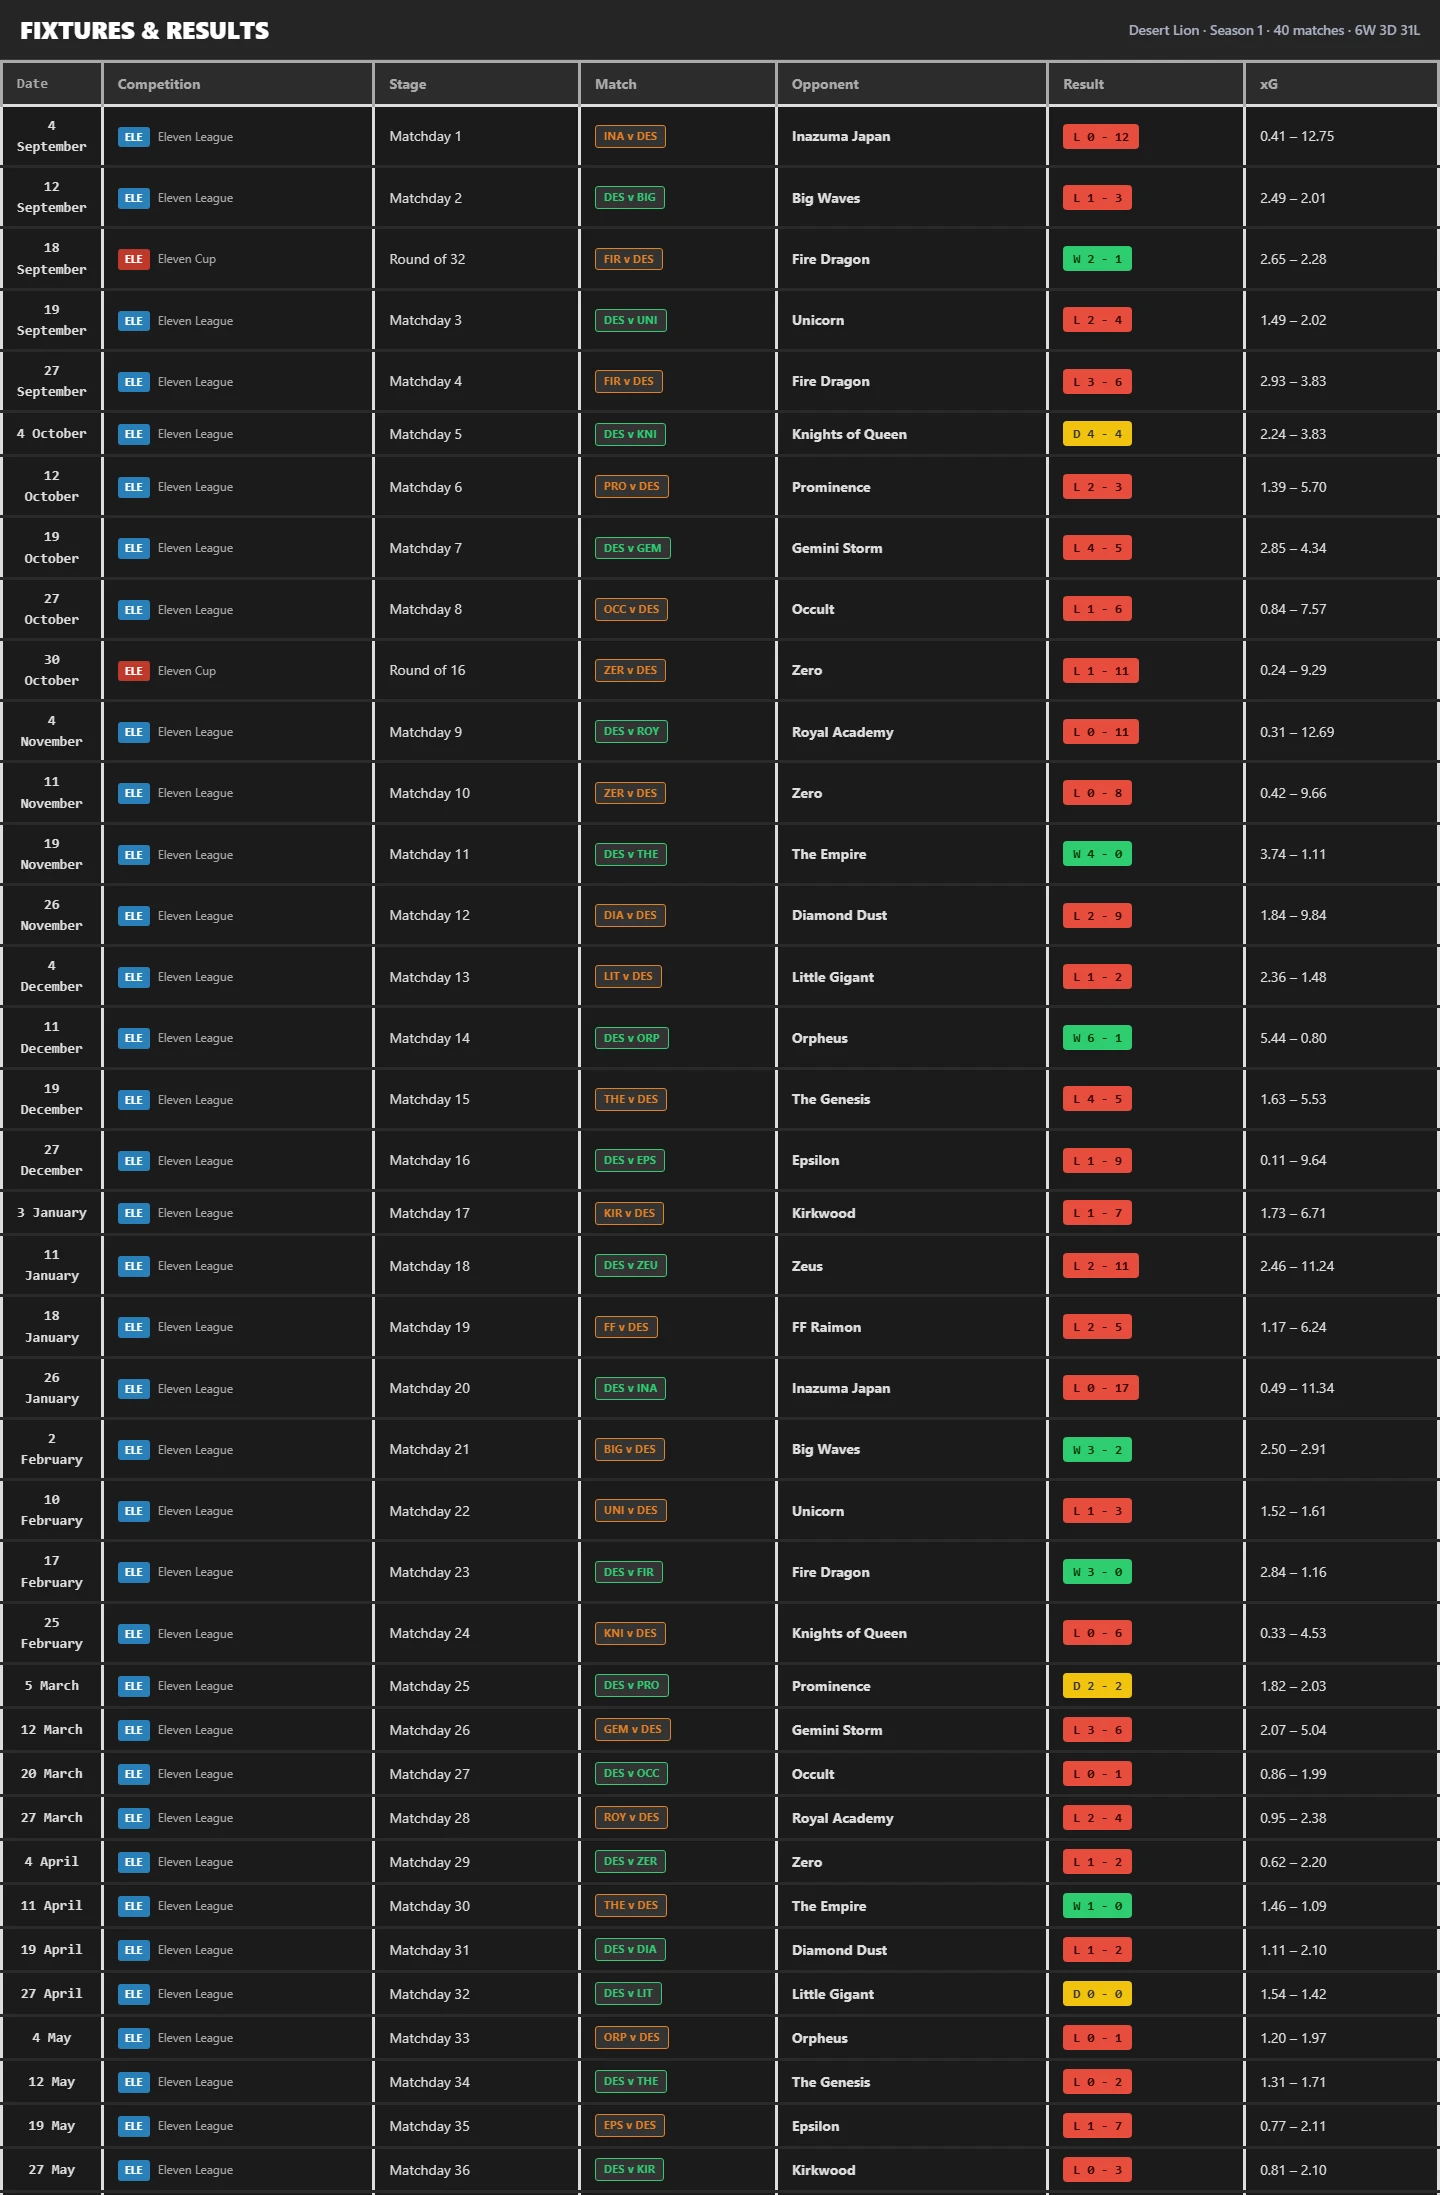 FIXTURES & RESULTS
Desert Lion · Season 1 · 40 matches · 6W 3D 31L
Date Competition Stage Match Opponent Result xG
4 September ELE Eleven League Matchday 1 INA v DES Inazuma Japan L 0 - 12 0.41 – 12.75
12 September ELE Eleven League Matchday 2 DES v BIG Big Waves L 1 - 3 2.49 – 2.01
18 September ELE Eleven Cup Round of 32 FIR v DES Fire Dragon W 2 - 1 2.65 – 2.28
19 September ELE Eleven League Matchday 3 DES v UNI Unicorn L 2 - 4 1.49 – 2.02
27 September ELE Eleven League Matchday 4 FIR v DES Fire Dragon L 3 - 6 2.93 – 3.83
4 October ELE Eleven League Matchday 5 DES v KNI Knights of Queen D 4 - 4 2.24 – 3.83
12 October ELE Eleven League Matchday 6 PRO v DES Prominence L 2 - 3 1.39 – 5.70
19 October ELE Eleven League Matchday 7 DES v GEM Gemini Storm L 4 - 5 2.85 – 4.34
27 October ELE Eleven League Matchday 8 OCC v DES Occult L 1 - 6 0.84 – 7.57
30 October ELE Eleven Cup Round of 16 ZER v DES Zero L 1 - 11 0.24 – 9.29
4 November ELE Eleven League Matchday 9 DES v ROY Royal Academy L 0 - 11 0.31 – 12.69
11 November ELE Eleven League Matchday 10 ZER v DES Zero L 0 - 8 0.42 – 9.66
19 November ELE Eleven League Matchday 11 DES v THE The Empire W 4 - 0 3.74 – 1.11
26 November ELE Eleven League Matchday 12 DIA v DES Diamond Dust L 2 - 9 1.84 – 9.84
4 December ELE Eleven League Matchday 13 LIT v DES Little Gigant L 1 - 2 2.36 – 1.48
11 December ELE Eleven League Matchday 14 DES v ORP Orpheus W 6 - 1 5.44 – 0.80
19 December ELE Eleven League Matchday 15 THE v DES The Genesis L 4 - 5 1.63 – 5.53
27 December ELE Eleven League Matchday 16 DES v EPS Epsilon L 1 - 9 0.11 – 9.64
3 January ELE Eleven League Matchday 17 KIR v DES Kirkwood L 1 - 7 1.73 – 6.71
11 January ELE Eleven League Matchday 18 DES v ZEU Zeus L 2 - 11 2.46 – 11.24
18 January ELE Eleven League Matchday 19 FF v DES FF Raimon L 2 - 5 1.17 – 6.24
26 January ELE Eleven League Matchday 20 DES v INA Inazuma Japan L 0 - 17 0.49 – 11.34
2 February ELE Eleven League Matchday 21 BIG v DES Big Waves W 3 - 2 2.50 – 2.91
10 February ELE Eleven League Matchday 22 UNI v DES Unicorn L 1 - 3 1.52 – 1.61
17 February ELE Eleven League Matchday 23 DES v FIR Fire Dragon W 3 - 0 2.84 – 1.16
25 February ELE Eleven League Matchday 24 KNI v DES Knights of Queen L 0 - 6 0.33 – 4.53
5 March ELE Eleven League Matchday 25 DES v PRO Prominence D 2 - 2 1.82 – 2.03
12 March ELE Eleven League Matchday 26 GEM v DES Gemini Storm L 3 - 6 2.07 – 5.04
20 March ELE Eleven League Matchday 27 DES v OCC Occult L 0 - 1 0.86 – 1.99
27 March ELE Eleven League Matchday 28 ROY v DES Royal Academy L 2 - 4 0.95 – 2.38
4 April ELE Eleven League Matchday 29 DES v ZER Zero L 1 - 2 0.62 – 2.20
11 April ELE Eleven League Matchday 30 THE v DES The Empire W 1 - 0 1.46 – 1.09
19 April ELE Eleven League Matchday 31 DES v DIA Diamond Dust L 1 - 2 1.11 – 2.10
27 April ELE Eleven League Matchday 32 DES v LIT Little Gigant D 0 - 0 1.54 – 1.42
4 May ELE Eleven League Matchday 33 ORP v DES Orpheus L 0 - 1 1.20 – 1.97
12 May ELE Eleven League Matchday 34 DES v THE The Genesis L 0 - 2 1.31 – 1.71
19 May ELE Eleven League Matchday 35 EPS v DES Epsilon L 1 - 7 0.77 – 2.11
27 May ELE Eleven League Matchday 36 DES v KIR Kirkwood L 0 - 3 0.81 – 2.10